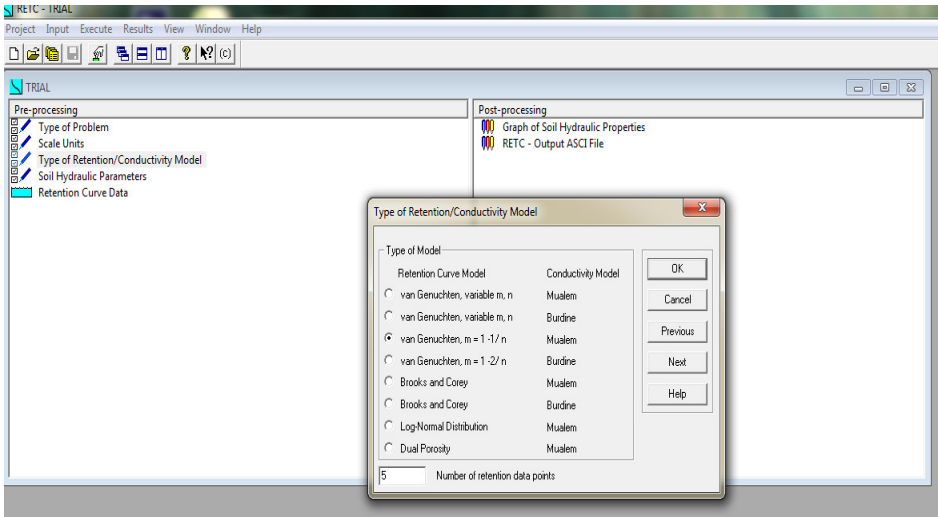 RETC - TRIAL
Project Input Execute Results View Window Help
TRIAL
Pre-processing
Type of Problem
Scale Units
Type of Retention/Conductivity Model
Soil Hydraulic Parameters
Retention Curve Data
Post-processing
Graph of Soil Hydraulic Properties
RETC - Output ASCI File
Type of Retention/Conductivity Model
Type of Model
Retention Curve Model Conductivity Model
van Genuchten, variable m, n Mualem
van Genuchten, variable m, n Burdine
van Genuchten, m = 1 -1/ n Mualem
van Genuchten, m = 1 -2/ n Burdine
Brooks and Corey Mualem
Brooks and Corey Burdine
Log-Normal Distribution Mualem
Dual Porosity Mualem
5 Number of retention data points
OK
Cancel
Previous
Next
Help